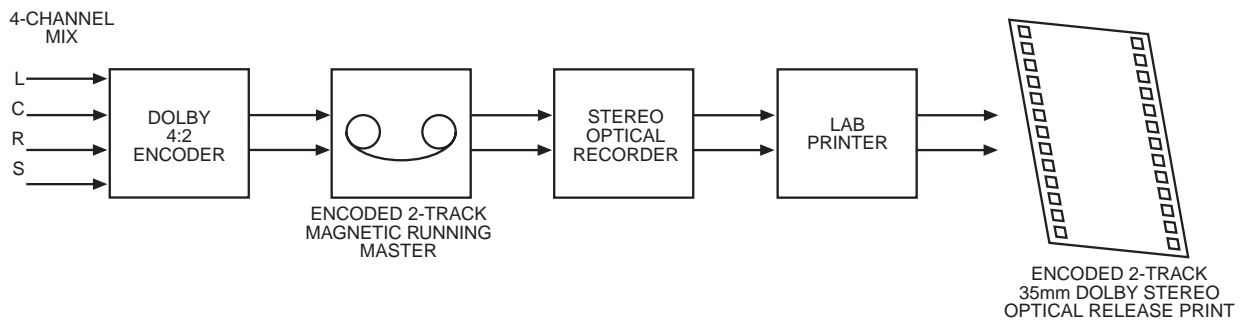 4-CHANNEL
MIX
L
C
R
S
DOLBY
4:2
ENCODER
ENCODED 2-TRACK
MAGNETIC RUNNING
MASTER
STEREO
OPTICAL
RECORDER
LAB
PRINTER
ENCODED 2-TRACK
35mm DOLBY STEREO
OPTICAL RELEASE PRINT